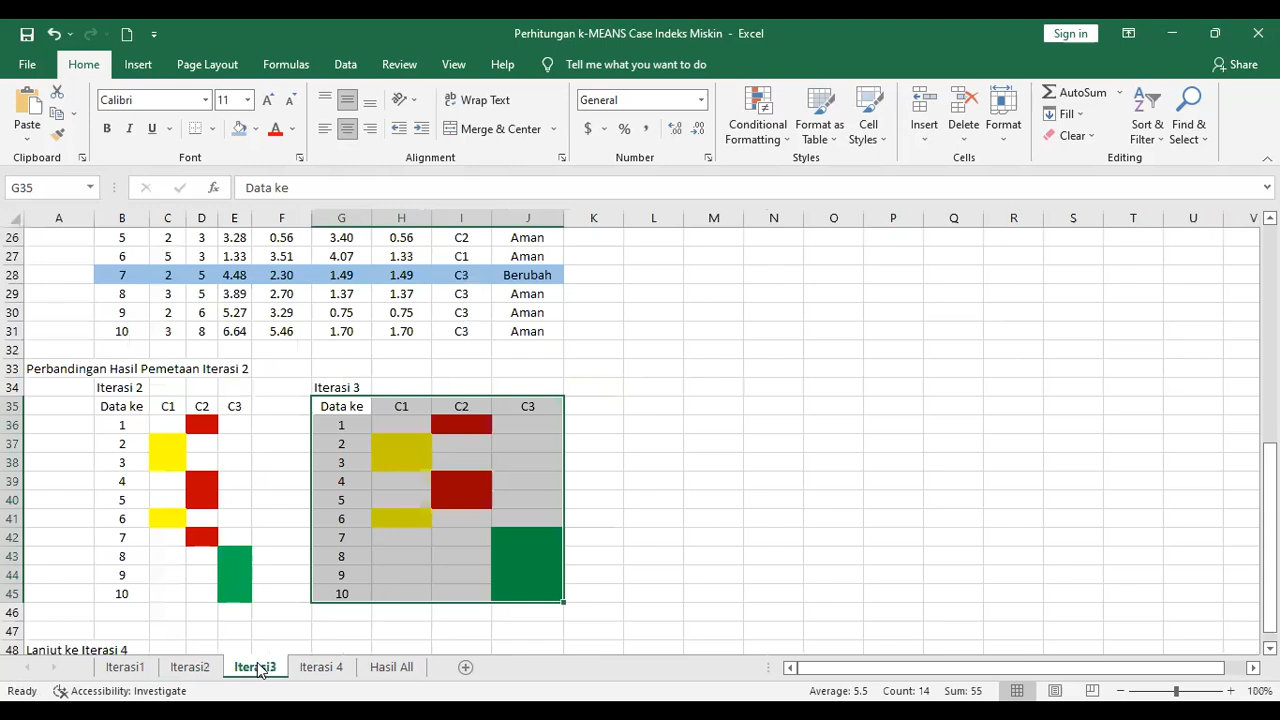 Perhitungan k-MEANS Case Indeks Miskin - Excel
Sign in
File Home Insert Page Layout Formulas Data Review View Help Tell me what you want to do Share
Paste Calibri 11 Wrap Text General Conditional Formatting Format as Table Cell Styles Insert Delete Format AutoSum Fill Clear Sort & Filter Find & Select
B I U A Merge & Center $ %
Clipboard Font Alignment Number Styles Cells Editing
G35 fx Data ke
A B C D E F G H I J K L M N O P Q R S T U V
26 5 2 3 3.28 0.56 3.40 0.56 C2 Aman
27 6 5 3 1.33 3.51 4.07 1.33 C1 Aman
28 7 2 5 4.48 2.30 1.49 1.49 C3 Berubah
29 8 3 5 3.89 2.70 1.37 1.37 C3 Aman
30 9 2 6 5.27 3.29 0.75 0.75 C3 Aman
31 10 3 8 6.64 5.46 1.70 1.70 C3 Aman
32
33 Perbandingan Hasil Pemetaan Iterasi 2
34 Iterasi 2 Iterasi 3
35 Data ke C1 C2 C3 Data ke C1 C2 C3
36 1 1
37 2 2
38 3 3
39 4 4
40 5 5
41 6 6
42 7 7
43 8 8
44 9 9
45 10 10
46
47
48 Lanjut ke Iterasi 4
Iterasi1 Iterasi2 Iterasi3 Iterasi 4 Hasil All
Ready Accessibility: Investigate Average: 5.5 Count: 14 Sum: 55 100%